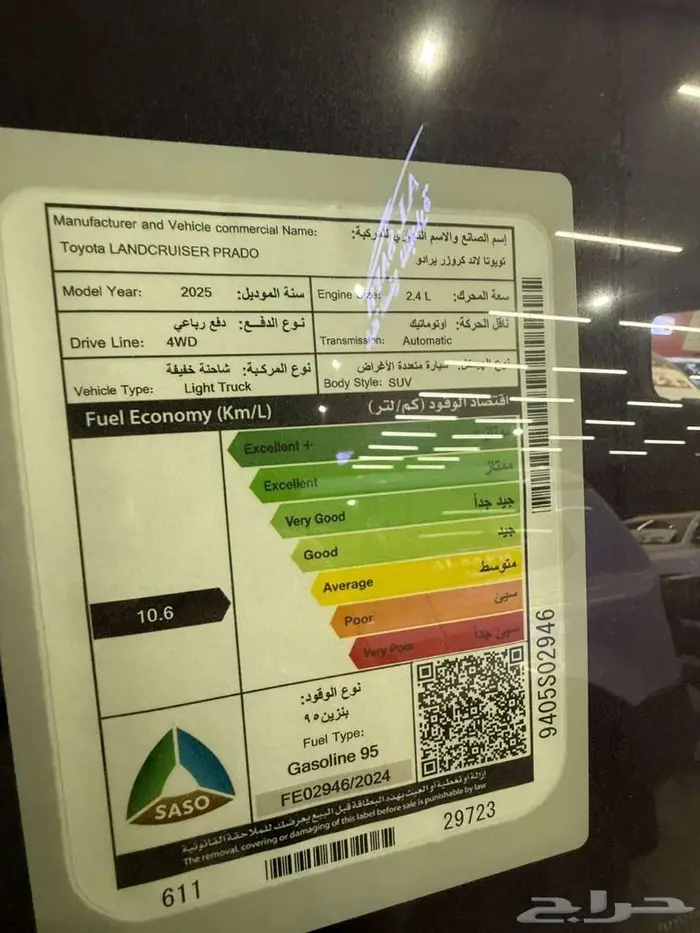 Manufacturer and Vehicle commercial Name:
إسم الصانع والاسم التجاري للمركبة:
Toyota LANDCRUISER PRADO
تويوتا لاند كروزر برادو
Model Year: 2025 سنة الموديل:
Engine Size: 2.4 L سعة المحرك:
نوع الدفع: دفع رباعي
Drive Line: 4WD
ناقل الحركة: اوتوماتيك
Transmission: Automatic
نوع المركبة: شاحنة خفيفة
Vehicle Type: Light Truck
سيارة متعددة الأغراض
Body Style: SUV
Fuel Economy (Km/L) اقتصاد الوقود (كم/لتر)
Excellent +
Excellent ممتاز
Very Good جيد جداً
Good جيد
Average متوسط
Poor سيئ
Very Poor سيئ جداً
10.6
نوع الوقود:
بنزين ٩٥
Fuel Type:
Gasoline 95
FE02946/2024
SASO
إزالة أو تغطية أو العبث بهذه البطاقة قبل البيع يعرضك للملاحقة القانونية
The removal, covering or damaging of this label before sale is punishable by law
611
29723
9405S02946
حراج